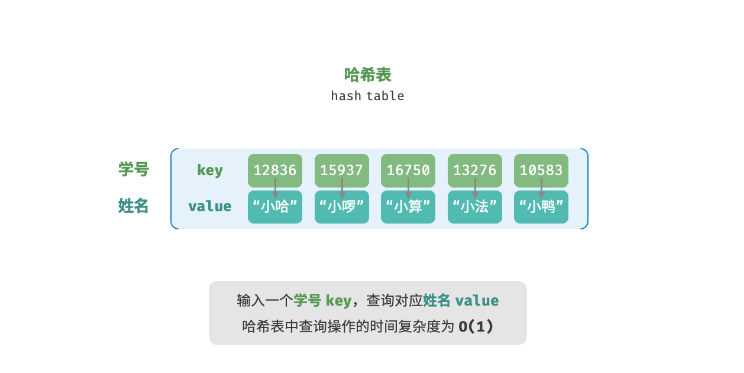 哈希表
hash table
学号 key 12836 15937 16750 13276 10583
姓名 value “小哈” “小啰” “小算” “小法” “小鸭”
输入一个学号 key，查询对应姓名 value
哈希表中查询操作的时间复杂度为 O(1)